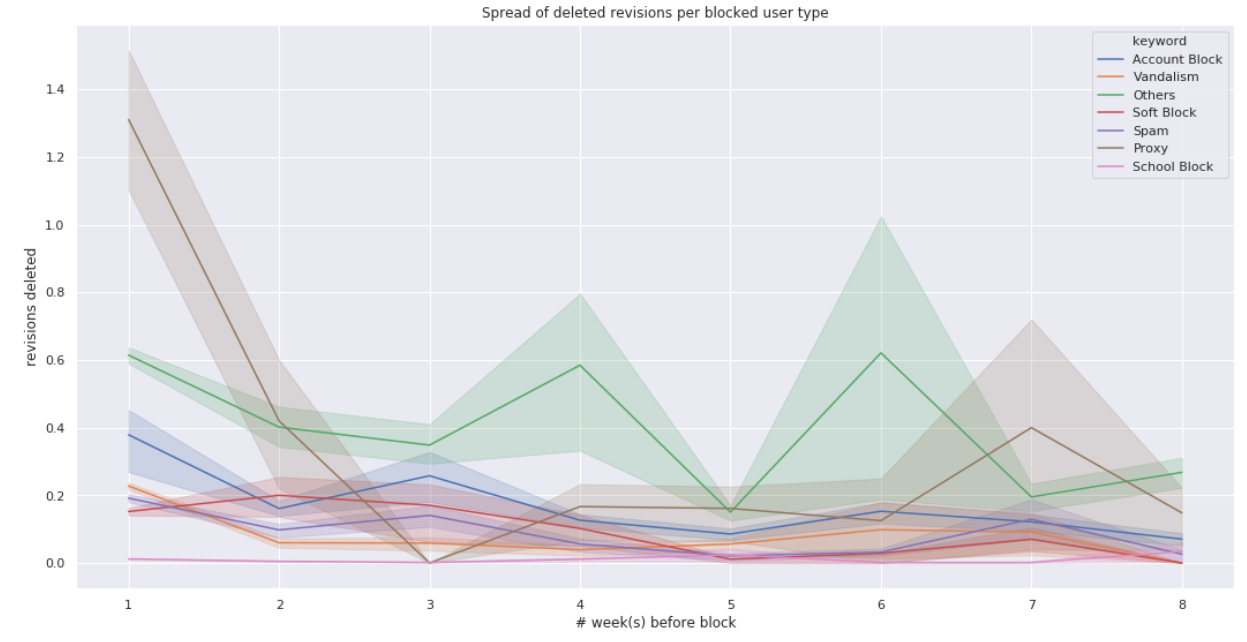 Spread of deleted revisions per blocked user type
keyword
Account Block
Vandalism
Others
Soft Block
Spam
Proxy
School Block
revisions deleted
1.4
1.2
1.0
0.8
0.6
0.4
0.2
0.0
1 2 3 4 5 6 7 8
# week(s) before block